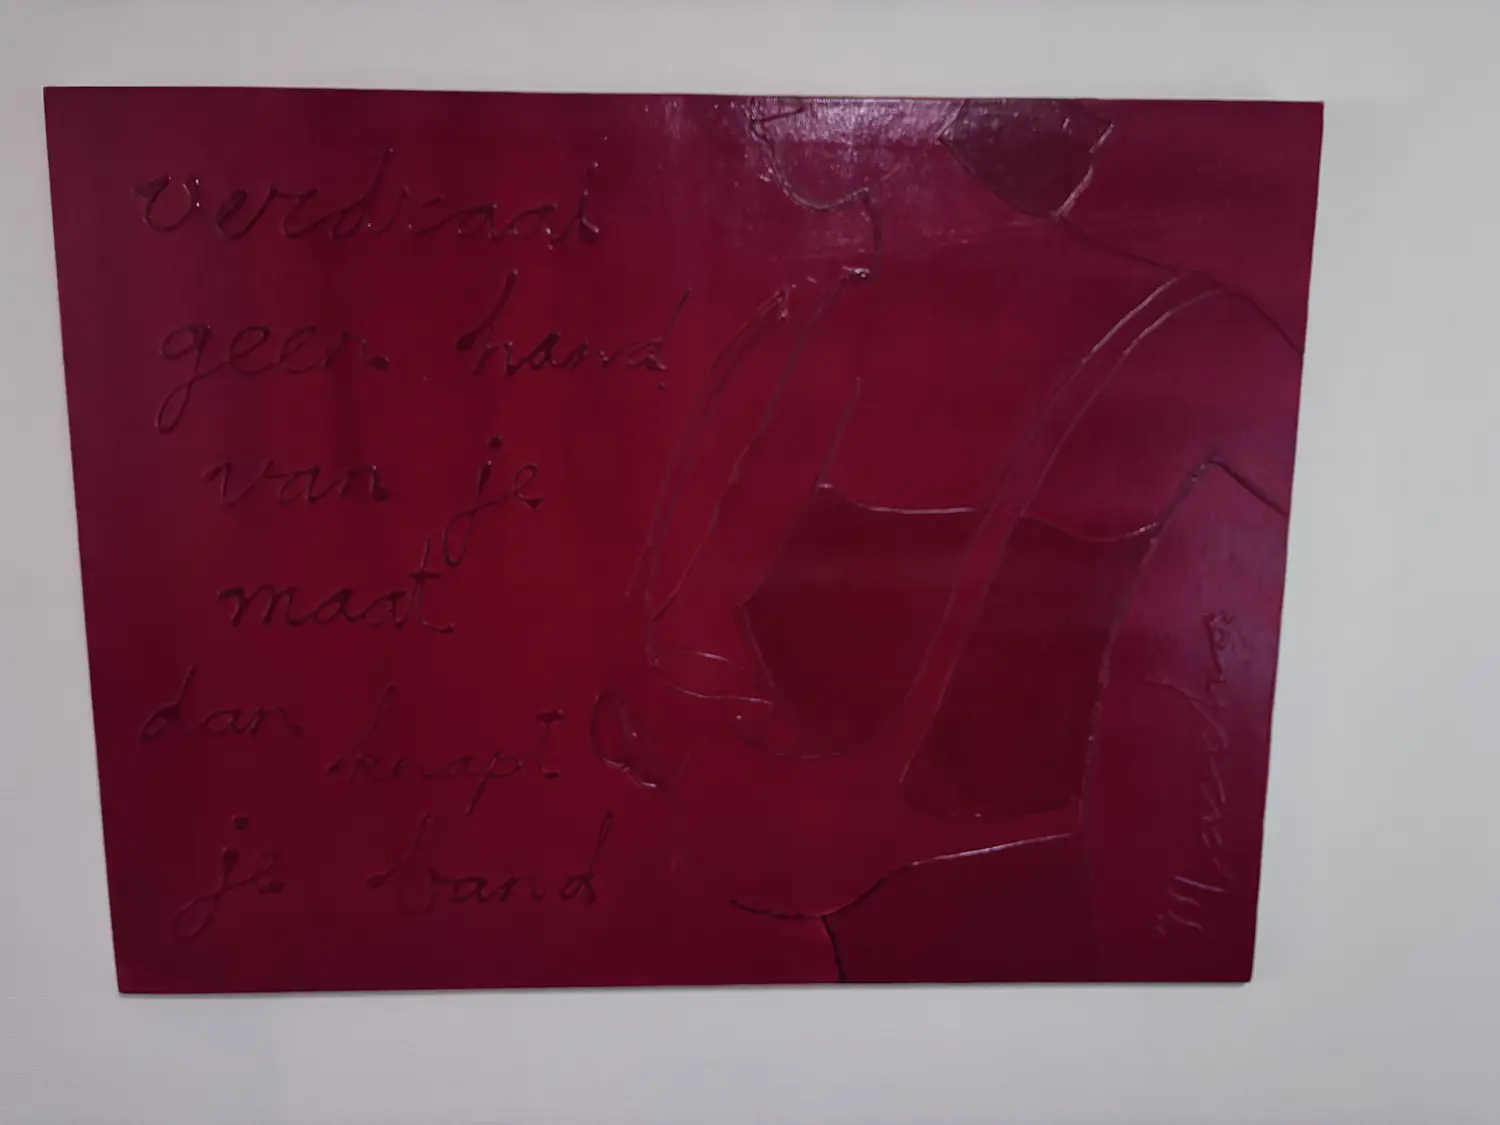 verdraai
geen hand
van je
maat
dan knapt
je band